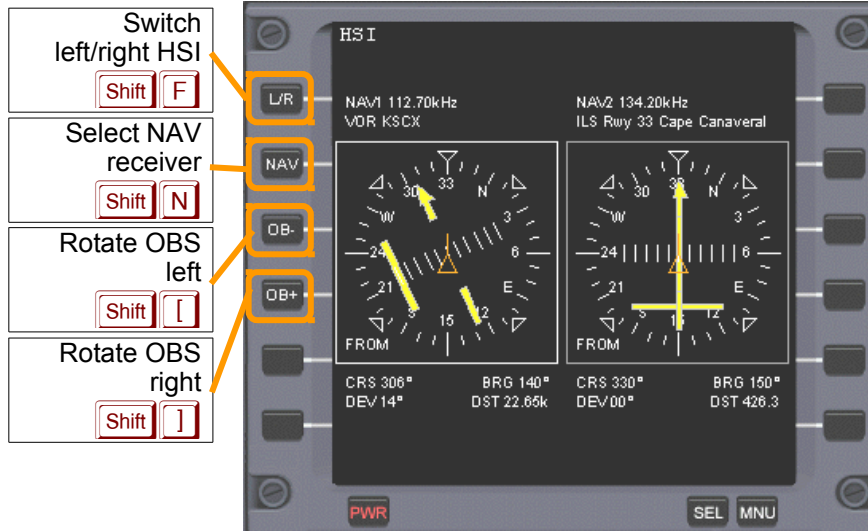 Switch
left/right HSI
Shift F
Select NAV
receiver
Shift N
Rotate OBS
left
Shift [
Rotate OBS
right
Shift ]
L/R
NAV
OB-
OB+
HSI
NAV1 112.70kHz
VOR KSCX
NAV2 134.20kHz
ILS Rwy 33 Cape Canaveral
33
30 N
W 3
24 6
21 E
S 12
15
FROM
33
30 N
W 3
24 6
21 E
S 12
15
FROM
CRS 306° BRG 140°
DEV 14° DST 22.65k
CRS 330° BRG 150°
DEV 00° DST 426.3
PWR
SEL MNU